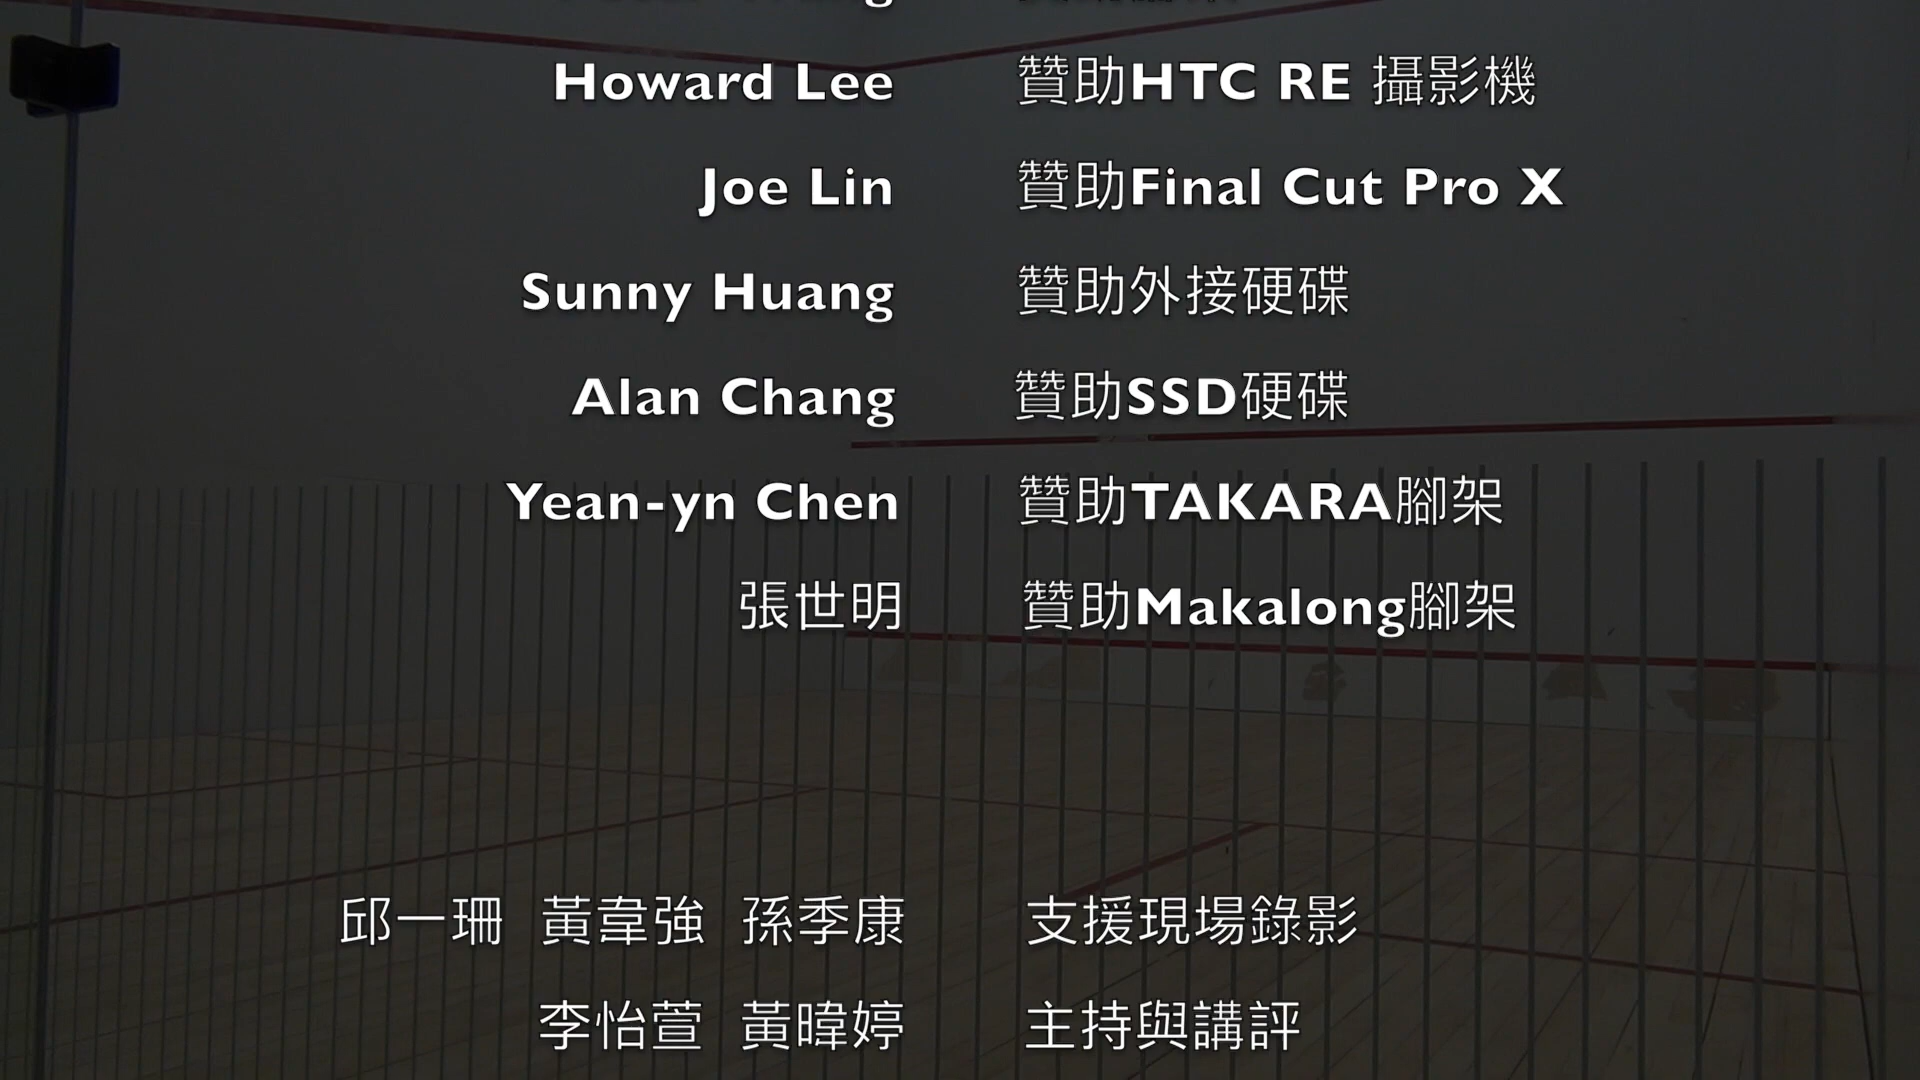 Howard Lee 贊助HTC RE 攝影機
Joe Lin 贊助Final Cut Pro X
Sunny Huang 贊助外接硬碟
Alan Chang 贊助SSD硬碟
Yean-yn Chen 贊助TAKARA腳架
張世明 贊助Makalong腳架
邱一珊 黃韋強 孫季康 支援現場錄影
李怡萱 黃暐婷 主持與講評